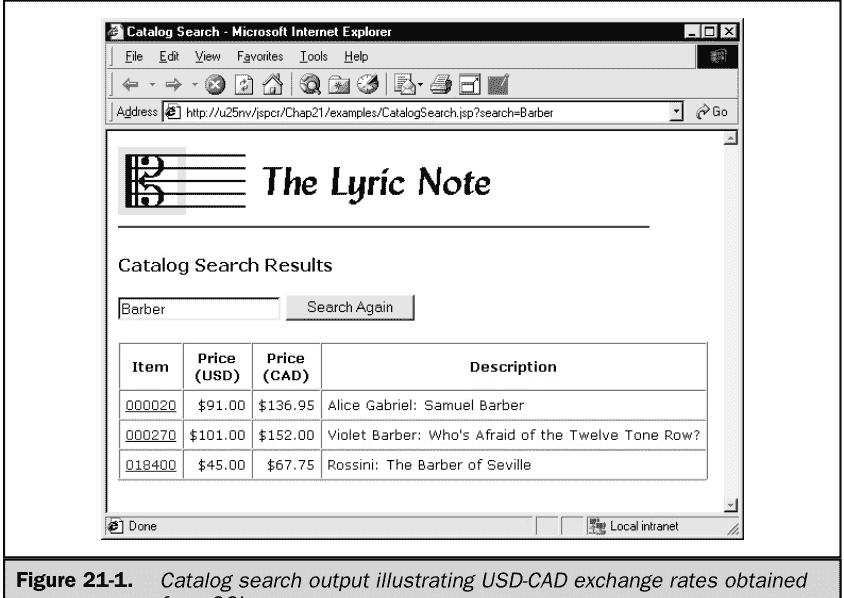 Catalog Search - Microsoft Internet Explorer
File Edit View Favorites Tools Help
Address http://u25nv/jspcr/Chap21/examples/CatalogSearch.jsp?search=Barber Go
The Lyric Note
Catalog Search Results
Barber Search Again
Item Price (USD) Price (CAD) Description
000020 $91.00 $136.95 Alice Gabriel: Samuel Barber
000270 $101.00 $152.00 Violet Barber: Who's Afraid of the Twelve Tone Row?
018400 $45.00 $67.75 Rossini: The Barber of Seville
Done Local intranet
Figure 21-1. Catalog search output illustrating USD-CAD exchange rates obtained